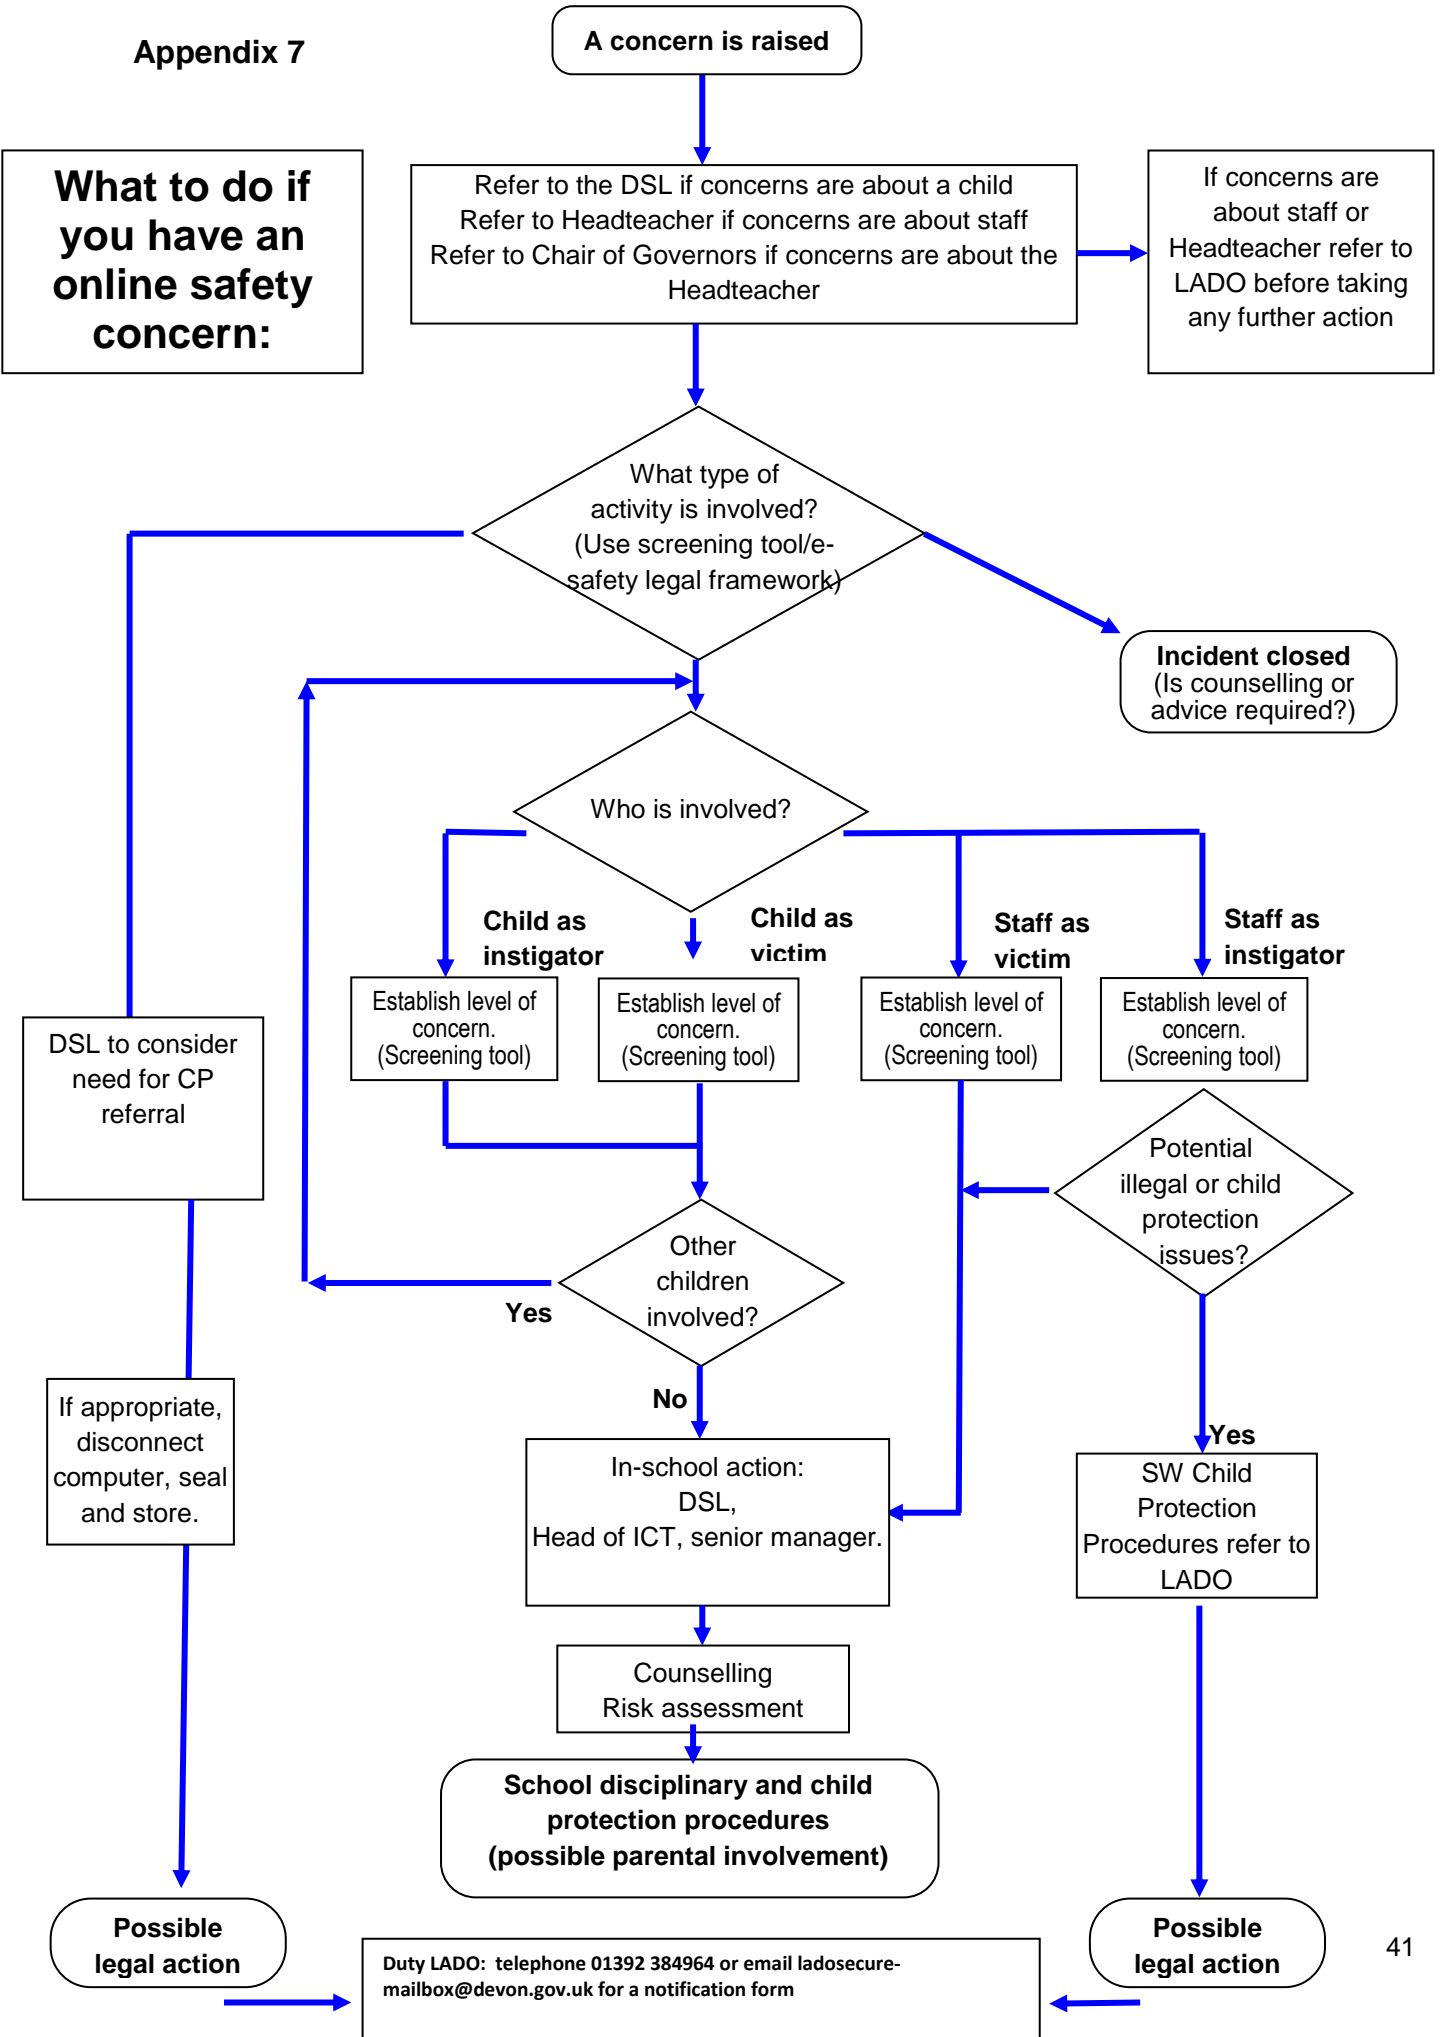 Appendix 7
A concern is raised
What to do if
you have an
online safety
concern:
Refer to the DSL if concerns are about a child
Refer to Headteacher if concerns are about staff
Refer to Chair of Governors if concerns are about the
Headteacher
If concerns are
about staff or
Headteacher refer to
LADO before taking
any further action
What type of
activity is involved?
(Use screening tool/e-
safety legal framework)
Incident closed
(Is counselling or
advice required?)
Who is involved?
Child as
instigator
Child as
victim
Staff as
victim
Staff as
instigator
Establish level of
concern.
(Screening tool)
Establish level of
concern.
(Screening tool)
Establish level of
concern.
(Screening tool)
Establish level of
concern.
(Screening tool)
DSL to consider
need for CP
referral
Potential
illegal or child
protection
issues?
Other
children
involved?
Yes
No
If appropriate,
disconnect
computer, seal
and store.
In-school action:
DSL,
Head of ICT, senior manager.
Yes
SW Child
Protection
Procedures refer to
LADO
Counselling
Risk assessment
School disciplinary and child
protection procedures
(possible parental involvement)
Possible
legal action
Possible
legal action
Duty LADO:  telephone 01392 384964 or email ladosecure-
mailbox@devon.gov.uk for a notification form
41